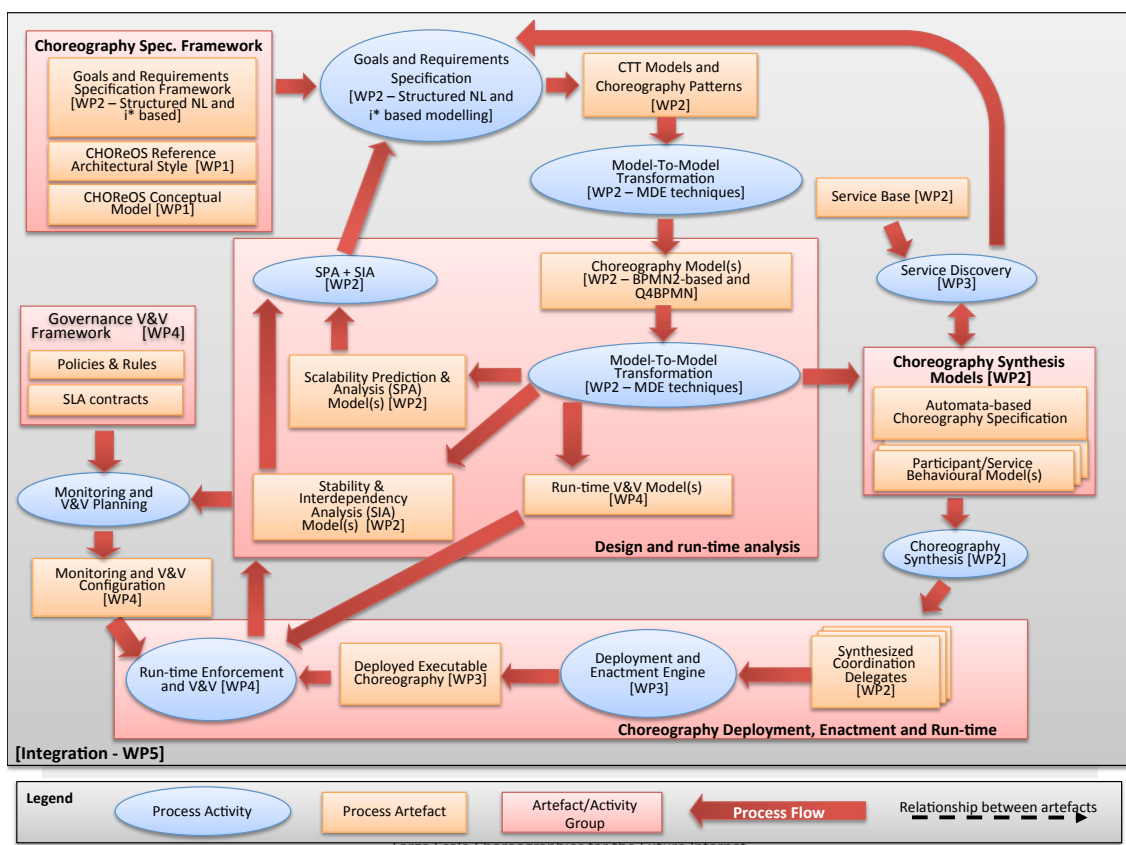 Choreography Spec. Framework
Goals and Requirements
Specification Framework
[WP2 – Structured NL and
i* based]
CHOReOS Reference
Architectural Style [WP1]
CHOReOS Conceptual
Model [WP1]
Goals and Requirements
Specification
[WP2 – Structured NL and
i* based modelling]
CTT Models and
Choreography Patterns
[WP2]
Model-To-Model
Transformation
[WP2 – MDE techniques]
Service Base [WP2]
Service Discovery
[WP3]
SPA + SIA
[WP2]
Choreography Model(s)
[WP2 – BPMN2-based and
Q4BPMN]
Governance V&V
Framework [WP4]
Policies & Rules
SLA contracts
Scalability Prediction &
Analysis (SPA)
Model(s) [WP2]
Model-To-Model
Transformation
[WP2 – MDE techniques]
Choreography Synthesis
Models [WP2]
Automata-based
Choreography Specification
Participant/Service
Behavioural Model(s)
Monitoring and
V&V Planning
Stability &
Interdependency
Analysis (SIA)
Model(s) [WP2]
Run-time V&V Model(s)
[WP4]
Design and run-time analysis
Choreography
Synthesis [WP2]
Monitoring and V&V
Configuration
[WP4]
Run-time Enforcement
and V&V [WP4]
Deployed Executable
Choreography [WP3]
Deployment and
Enactment Engine
[WP3]
Synthesized
Coordination
Delegates
[WP2]
Choreography Deployment, Enactment and Run-time
[Integration - WP5]
Legend
Process Activity
Process Artefact
Artefact/Activity
Group
Process Flow
Relationship between artefacts
Large Scale Choreographies for the Future Internet